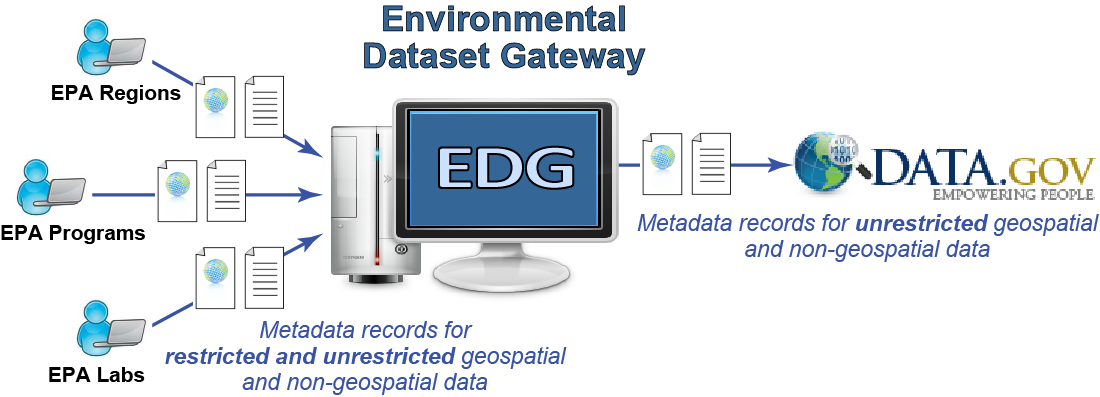 Environmental
Dataset Gateway
EPA Regions
EPA Programs
EPA Labs
EDG
Metadata records for
restricted and unrestricted geospatial
and non-geospatial data
DATA.GOV
EMPOWERING PEOPLE
Metadata records for unrestricted geospatial
and non-geospatial data